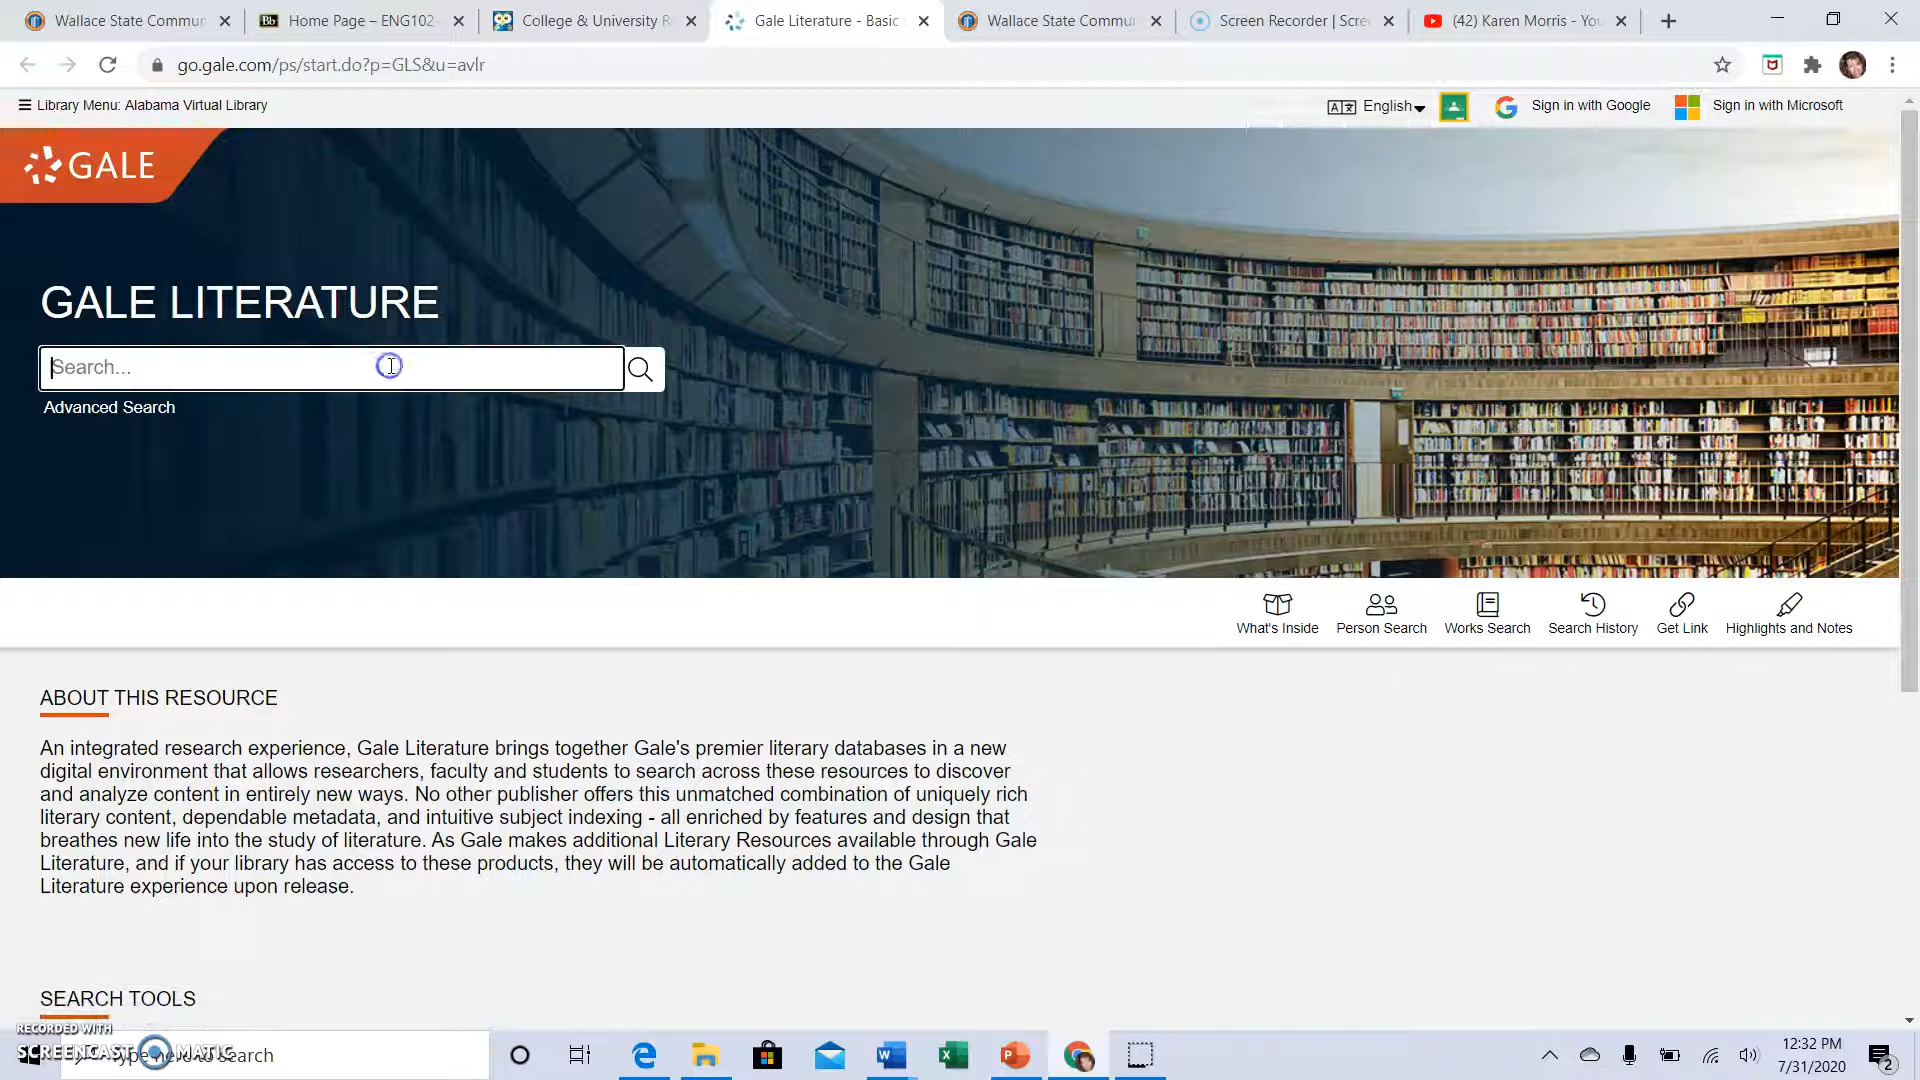 Wallace State Commun
Home Page – ENG102-
College & University R
Gale Literature - Basic
Wallace State Commun
Screen Recorder | Scre
(42) Karen Morris - You
go.gale.com/ps/start.do?p=GLS&u=avlr
Library Menu: Alabama Virtual Library
English
Sign in with Google
Sign in with Microsoft
GALE
GALE LITERATURE
Search...
Advanced Search
What's Inside
Person Search
Works Search
Search History
Get Link
Highlights and Notes
ABOUT THIS RESOURCE
An integrated research experience, Gale Literature brings together Gale's premier literary databases in a new
digital environment that allows researchers, faculty and students to search across these resources to discover
and analyze content in entirely new ways. No other publisher offers this unmatched combination of uniquely rich
literary content, dependable metadata, and intuitive subject indexing - all enriched by features and design that
breathes new life into the study of literature. As Gale makes additional Literary Resources available through Gale
Literature, and if your library has access to these products, they will be automatically added to the Gale
Literature experience upon release.
SEARCH TOOLS
RECORDED WITH
SCREENCAST MATIC
Type here to search
12:32 PM
7/31/2020
2